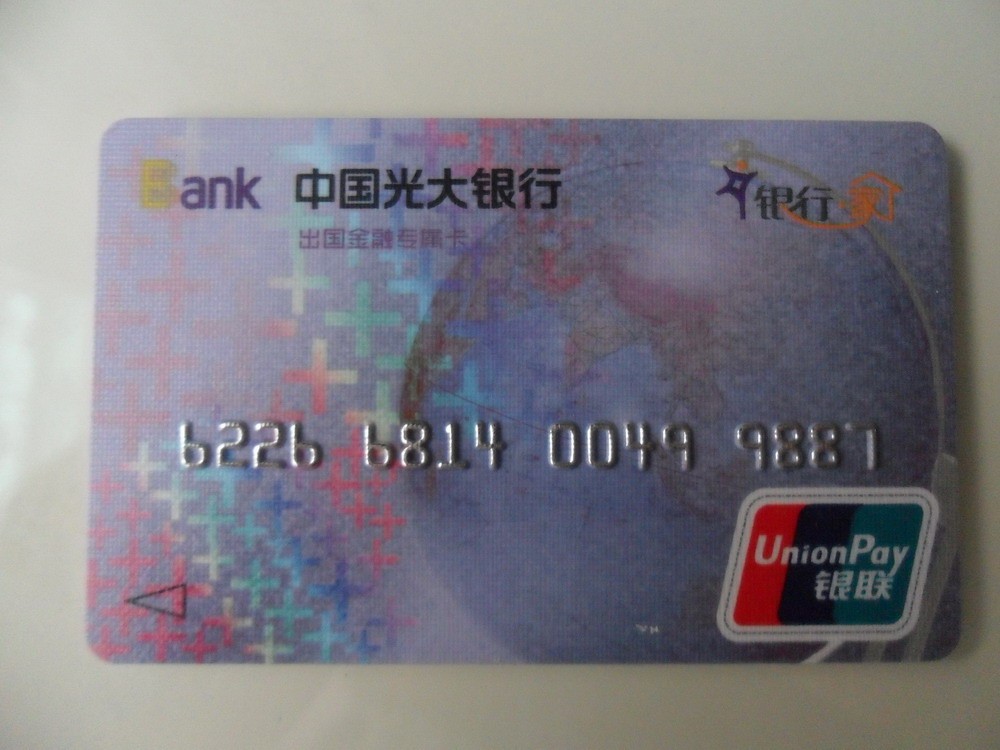 Bank 中国光大银行
出国金融专属卡
银行 家
6226 6814 0049 9887
UnionPay
银联